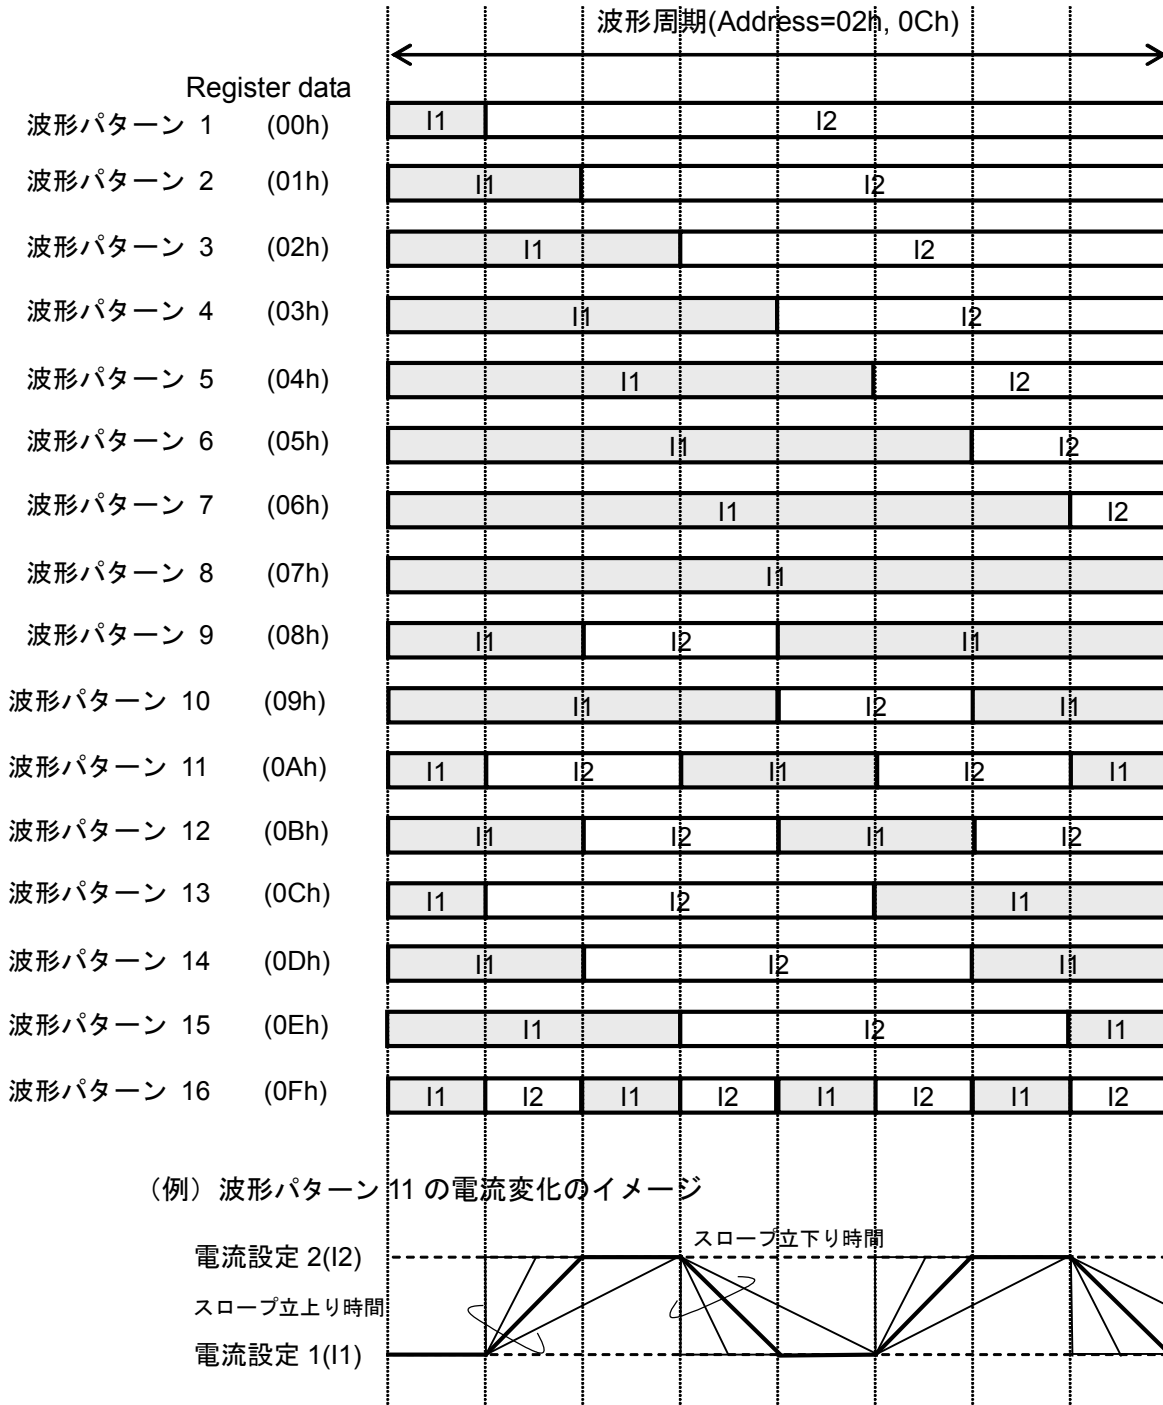 波形周期(Address=02h, 0Ch)
Register data
波形パターン 1 (00h) I1 I2
波形パターン 2 (01h) I1 I2
波形パターン 3 (02h) I1 I2
波形パターン 4 (03h) I1 I2
波形パターン 5 (04h) I1 I2
波形パターン 6 (05h) I1 I2
波形パターン 7 (06h) I1 I2
波形パターン 8 (07h) I1
波形パターン 9 (08h) I1 I2 I1
波形パターン 10 (09h) I1 I2 I1
波形パターン 11 (0Ah) I1 I2 I1 I2 I1
波形パターン 12 (0Bh) I1 I2 I1 I2
波形パターン 13 (0Ch) I1 I2 I1
波形パターン 14 (0Dh) I1 I2 I1
波形パターン 15 (0Eh) I1 I2 I1
波形パターン 16 (0Fh) I1 I2 I1 I2 I1 I2 I1 I2
（例）波形パターン 11 の電流変化のイメージ
スロープ立下り時間
電流設定 2(I2)
スロープ立上り時間
電流設定 1(I1)